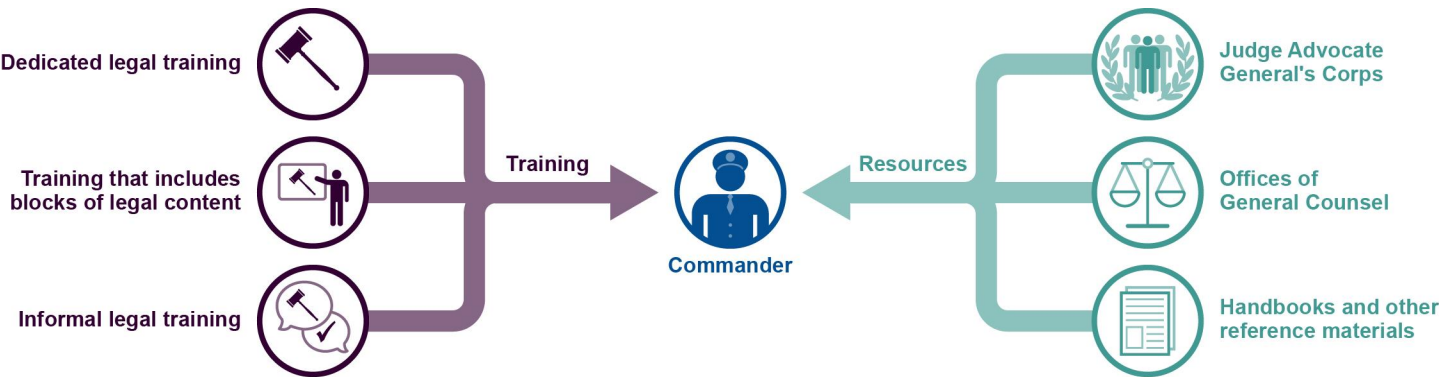 Dedicated legal training
Training that includes
blocks of legal content
Informal legal training
Training
Commander
Resources
Judge Advocate
General's Corps
Offices of
General Counsel
Handbooks and other
reference materials